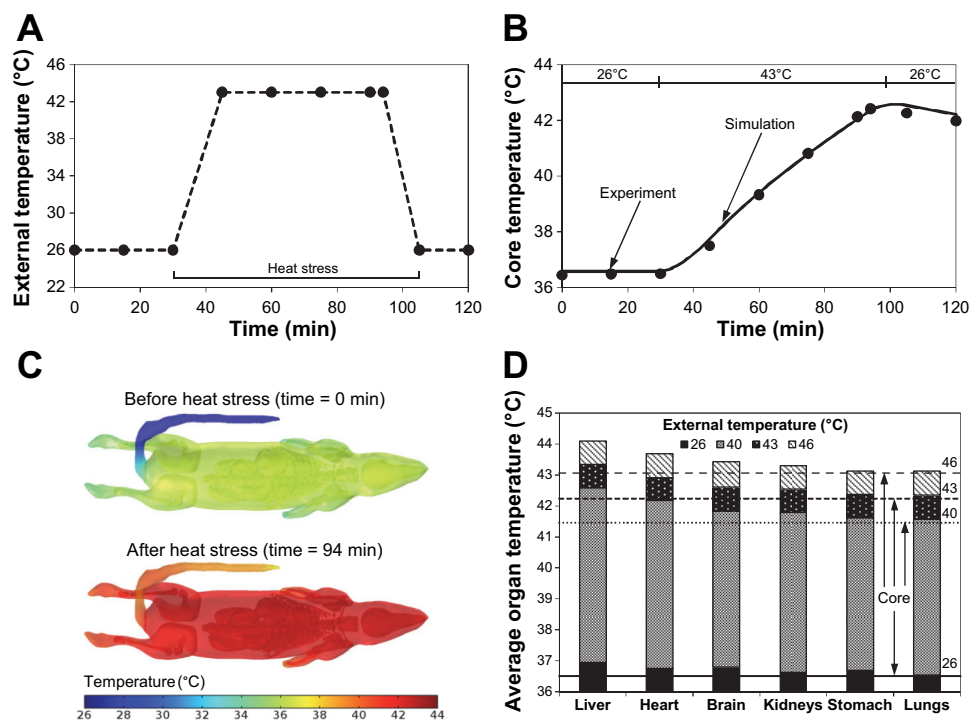 A
External temperature (°C)
46
42
38
34
30
26
22
Heat stress
0
20
40
60
80
100
120
Time (min)
B
Core temperature (°C)
44
42
40
38
36
26°C
43°C
26°C
Simulation
Experiment
0
20
40
60
80
100
120
Time (min)
C
Before heat stress (time = 0 min)
After heat stress (time = 94 min)
Temperature (°C)
26
28
30
32
34
36
38
40
42
44
D
Average organ temperature (°C)
45
44
43
42
41
40
39
38
37
36
External temperature (°C)
26 40 43 46
46
43
40
Core
26
Liver
Heart
Brain
Kidneys
Stomach
Lungs